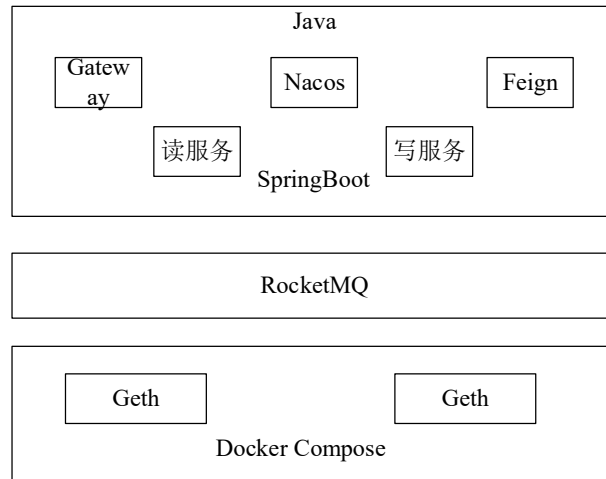 Java
Gatew
ay
Nacos
Feign
读服务
写服务
SpringBoot
RocketMQ
Geth
Geth
Docker Compose